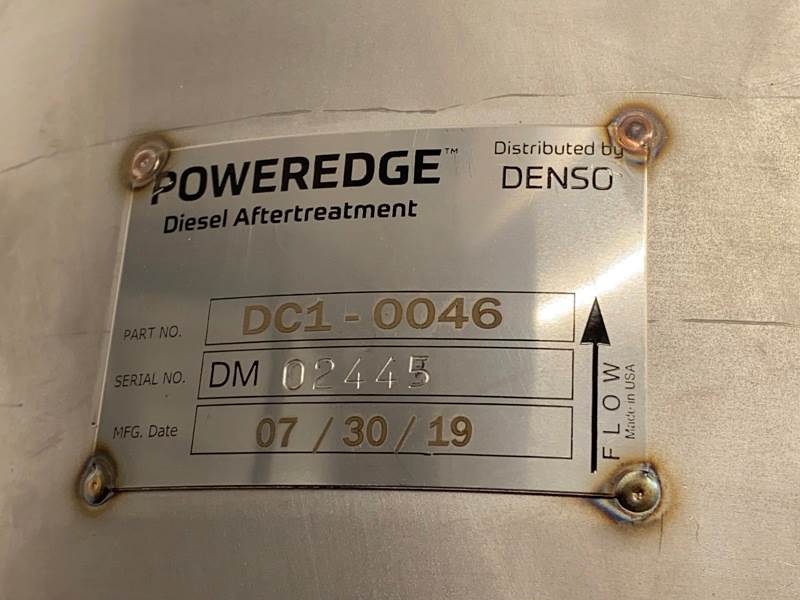 POWEREDGE™
Diesel Aftertreatment
Distributed by
DENSO
PART NO. DC1-0046
SERIAL NO. DM 02445
MFG. Date 07/30/19
FLOW
Made in USA